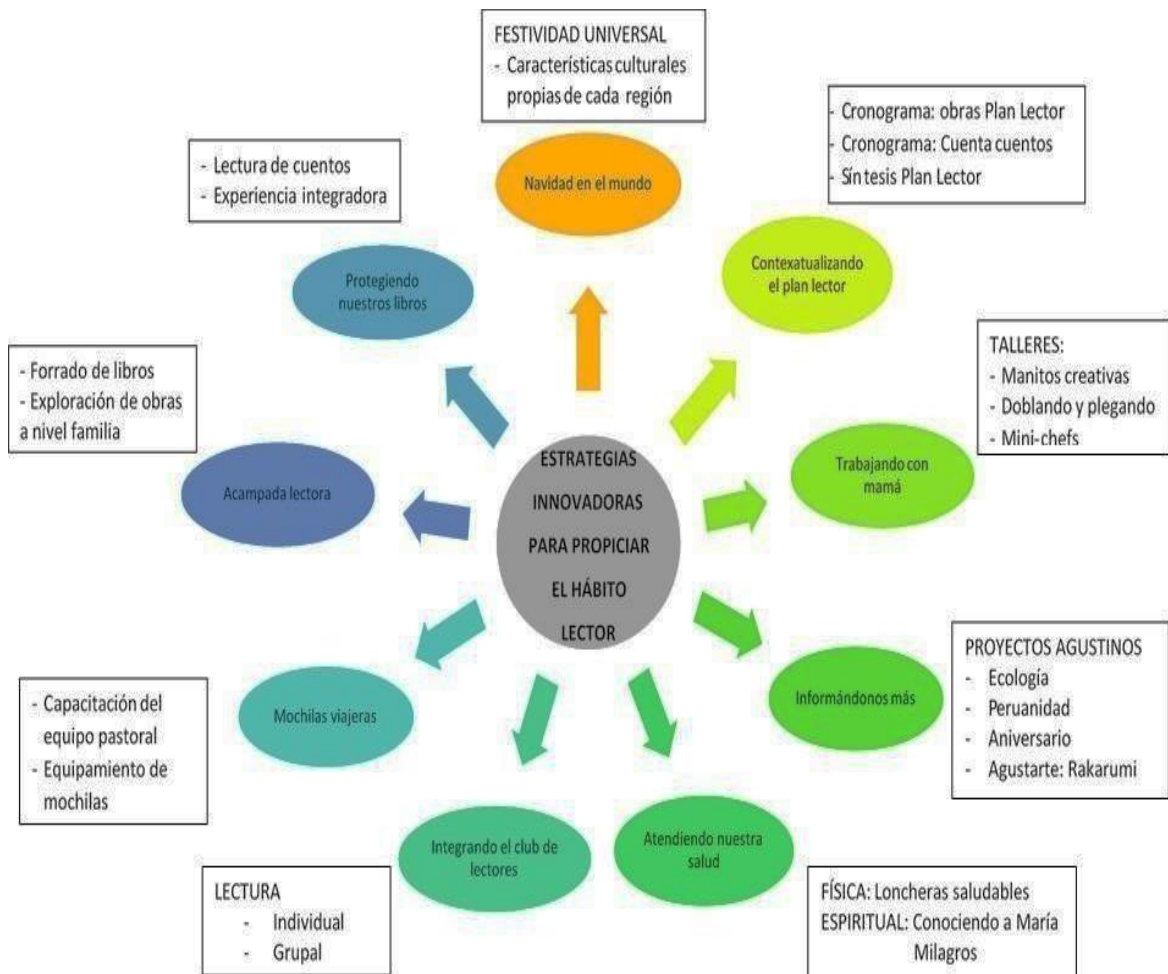 FESTIVIDAD UNIVERSAL
- Características culturales
propias de cada región
Navidad en el mundo
- Cronograma: obras Plan Lector
- Cronograma: Cuenta cuentos
- Síntesis Plan Lector
Contexatualizando
el plan lector
TALLERES:
- Manitos creativas
- Doblando y plegando
- Mini-chefs
Trabajando con
mamá
PROYECTOS AGUSTINOS
- Ecología
- Peruanidad
- Aniversario
- Agustarte: Rakarumi
Informándonos más
FÍSICA: Loncheras saludables
ESPIRITUAL: Conociendo a María
Milagros
Atendiendo nuestra
salud
LECTURA
- Individual
- Grupal
Integrando el club de
lectores
- Capacitación del
equipo pastoral
- Equipamiento de
mochilas
Mochilas viajeras
- Forrado de libros
- Exploración de obras
a nivel familia
Acampada lectora
- Lectura de cuentos
- Experiencia integradora
Protegiendo
nuestros libros
ESTRATEGIAS
INNOVADORAS
PARA PROPICIAR
EL HÁBITO
LECTOR